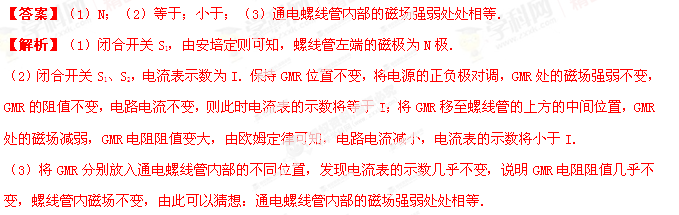 【答案】（1）N；（2）等于；小于；（3）通电螺线管内部的磁场强弱处处相等．
【解析】（1）闭合开关 S₁，由安培定则可知，螺线管左端的磁极为 N 极．
（2）闭合开关 S₁、S₂，电流表示数为 I．保持 GMR 位置不变，将电源的正负极对调，GMR 处的磁场强弱不变，
GMR 的阻值不变，电路电流不变，则此时电流表的示数将等于 I；将 GMR 移至螺线管的上方的中间位置，GMR
处的磁场减弱，GMR 电阻阻值变大，由欧姆定律可知，电路电流减小，电流表的示数将小于 I．
（3）将 GMR 分别放入通电螺线管内部的不同位置，发现电流表的示数几乎不变，说明 GMR 电阻阻值几乎不
变，螺线管内磁场不变，由此可以猜想：通电螺线管内部的磁场强弱处处相等．